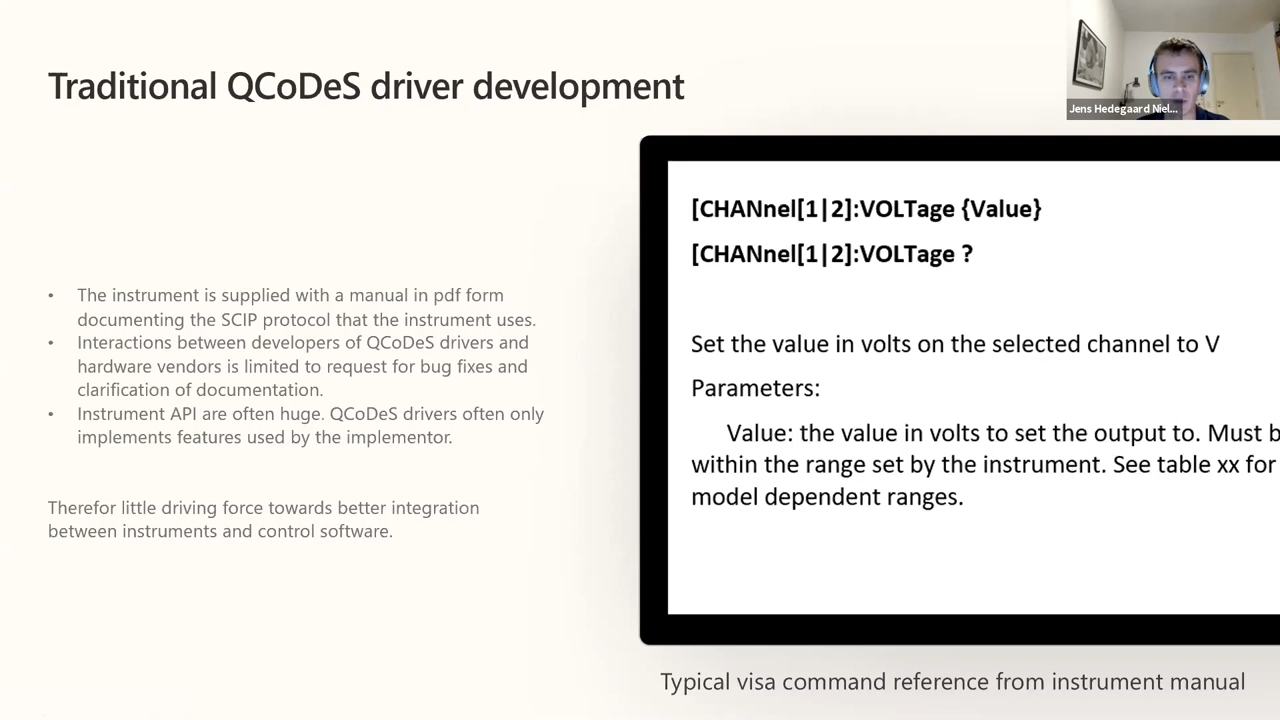 Traditional QCoDeS driver development
Jens Hedegaard Niel...
• The instrument is supplied with a manual in pdf form
documenting the SCIP protocol that the instrument uses.
• Interactions between developers of QCoDeS drivers and
hardware vendors is limited to request for bug fixes and
clarification of documentation.
• Instrument API are often huge. QCoDeS drivers often only
implements features used by the implementor.
Therefor little driving force towards better integration
between instruments and control software.
[CHANnel[1|2]:VOLTage {Value}
[CHANnel[1|2]:VOLTage ?
Set the value in volts on the selected channel to V
Parameters:
Value: the value in volts to set the output to. Must b
within the range set by the instrument. See table xx for
model dependent ranges.
Typical visa command reference from instrument manual